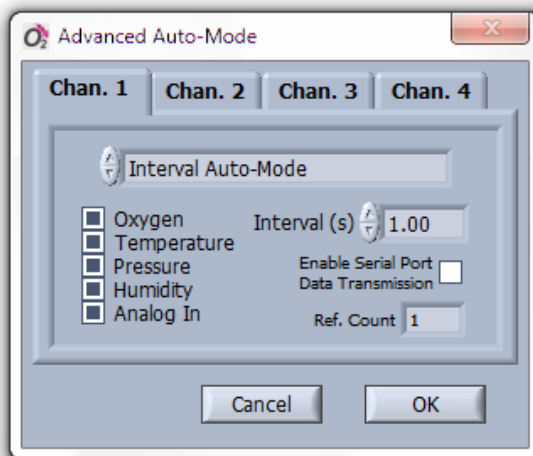 O2 Advanced Auto-Mode
Chan. 1 Chan. 2 Chan. 3 Chan. 4
Interval Auto-Mode
Oxygen
Temperature
Pressure
Humidity
Analog In
Interval (s) 1.00
Enable Serial Port
Data Transmission
Ref. Count 1
Cancel OK